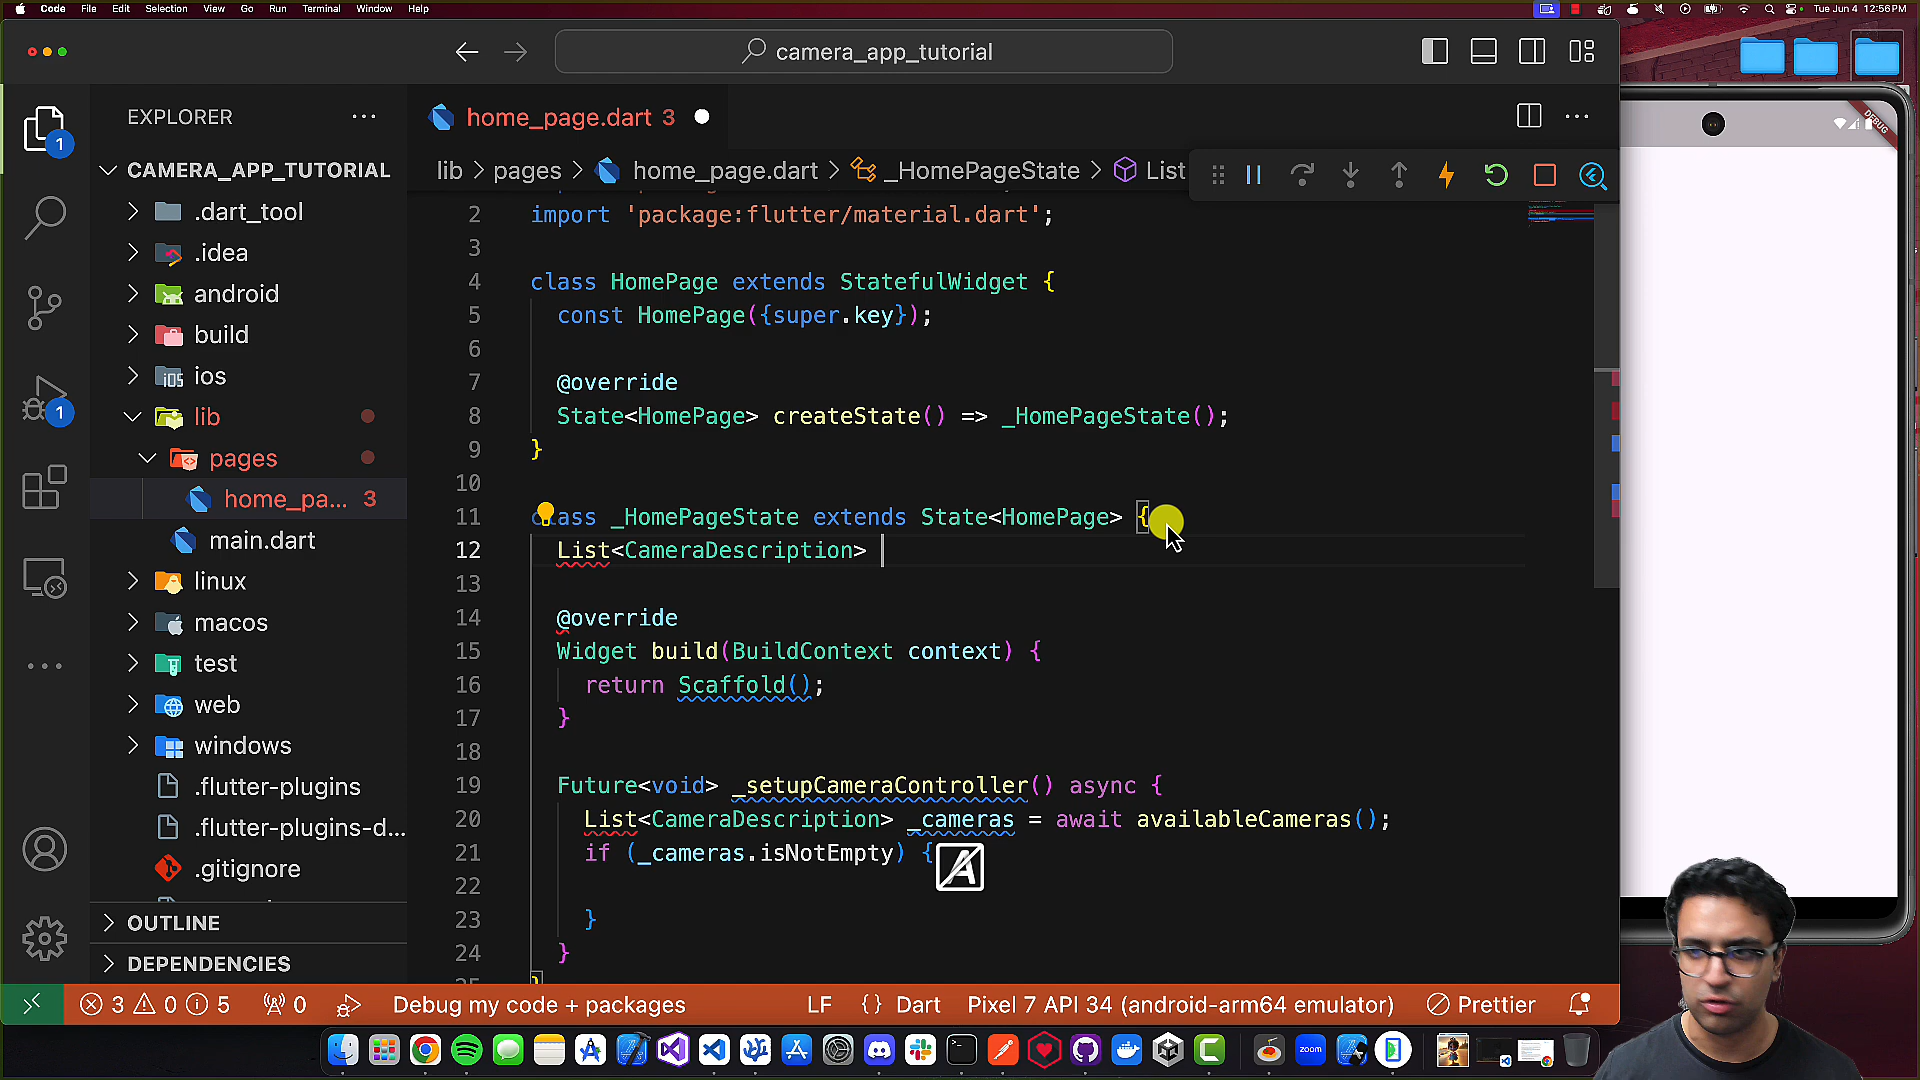 Code File Edit Selection View Go Run Terminal Window Help
Tue Jun 4 12:56PM
camera_app_tutorial
EXPLORER
CAMERA_APP_TUTORIAL
.dart_tool
.idea
android
build
ios
lib
pages
home_pa... 3
main.dart
linux
macos
test
web
windows
.flutter-plugins
.flutter-plugins-d...
.gitignore
OUTLINE
DEPENDENCIES
1
1
home_page.dart 3
lib > pages > home_page.dart > _HomePageState > List
2 import 'package:flutter/material.dart';
3
4 class HomePage extends StatefulWidget {
5 const HomePage({super.key});
6
7 @override
8 State<HomePage> createState() => _HomePageState();
9 }
10
11 class _HomePageState extends State<HomePage> {
12 List<CameraDescription>
13
14 @override
15 Widget build(BuildContext context) {
16 return Scaffold();
17 }
18
19 Future<void> _setupCameraController() async {
20 List<CameraDescription> _cameras = await availableCameras();
21 if (_cameras.isNotEmpty) {
22
23 }
24 }
DEBUG
3 0 5 0 Debug my code + packages LF {} Dart Pixel 7 API 34 (android-arm64 emulator) Prettier
zoom